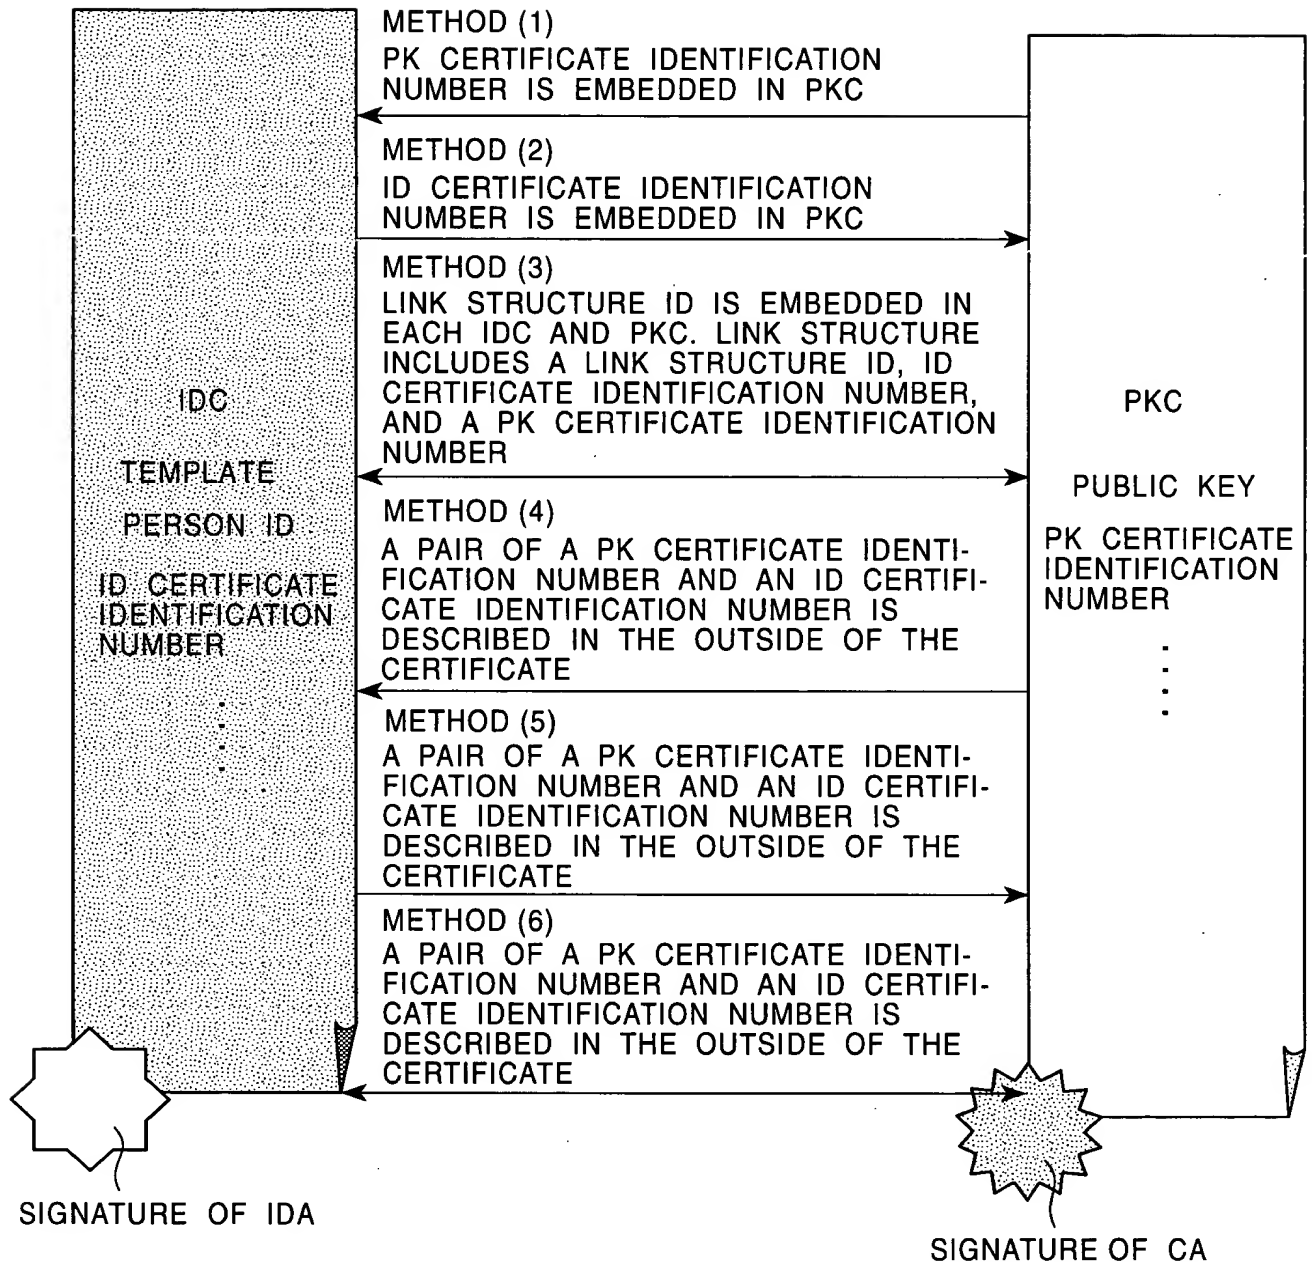 METHOD (1)
PK CERTIFICATE IDENTIFICATION
NUMBER IS EMBEDDED IN PKC
METHOD (2)
ID CERTIFICATE IDENTIFICATION
NUMBER IS EMBEDDED IN PKC
METHOD (3)
LINK STRUCTURE ID IS EMBEDDED IN
EACH IDC AND PKC. LINK STRUCTURE
INCLUDES A LINK STRUCTURE ID, ID
CERTIFICATE IDENTIFICATION NUMBER,
AND A PK CERTIFICATE IDENTIFICATION
NUMBER
METHOD (4)
A PAIR OF A PK CERTIFICATE IDENTI-
FICATION NUMBER AND AN ID CERTIFI-
CATE IDENTIFICATION NUMBER IS
DESCRIBED IN THE OUTSIDE OF THE
CERTIFICATE
METHOD (5)
A PAIR OF A PK CERTIFICATE IDENTI-
FICATION NUMBER AND AN ID CERTIFI-
CATE IDENTIFICATION NUMBER IS
DESCRIBED IN THE OUTSIDE OF THE
CERTIFICATE
METHOD (6)
A PAIR OF A PK CERTIFICATE IDENTI-
FICATION NUMBER AND AN ID CERTIFI-
CATE IDENTIFICATION NUMBER IS
DESCRIBED IN THE OUTSIDE OF THE
CERTIFICATE
IDC
TEMPLATE
PERSON ID
ID CERTIFICATE
IDENTIFICATION
NUMBER
PKC
PUBLIC KEY
PK CERTIFICATE
IDENTIFICATION
NUMBER
SIGNATURE OF IDA
SIGNATURE OF CA